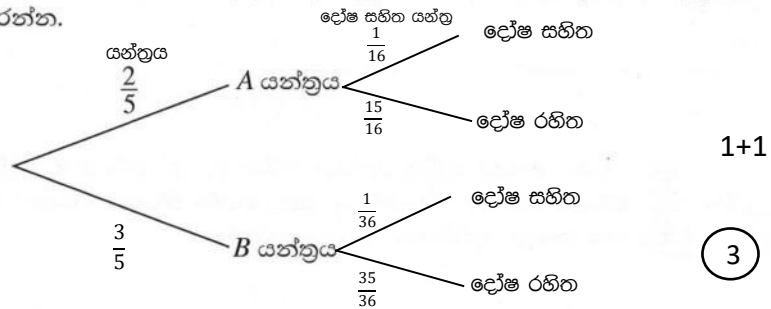 රන්න.
යන්ත්‍රය
දෝෂ සහිත යන්ත්‍ර
2/5
A යන්ත්‍රය
1/16
දෝෂ සහිත
15/16
දෝෂ රහිත
1+1
3/5
B යන්ත්‍රය
1/36
දෝෂ සහිත
35/36
දෝෂ රහිත
3